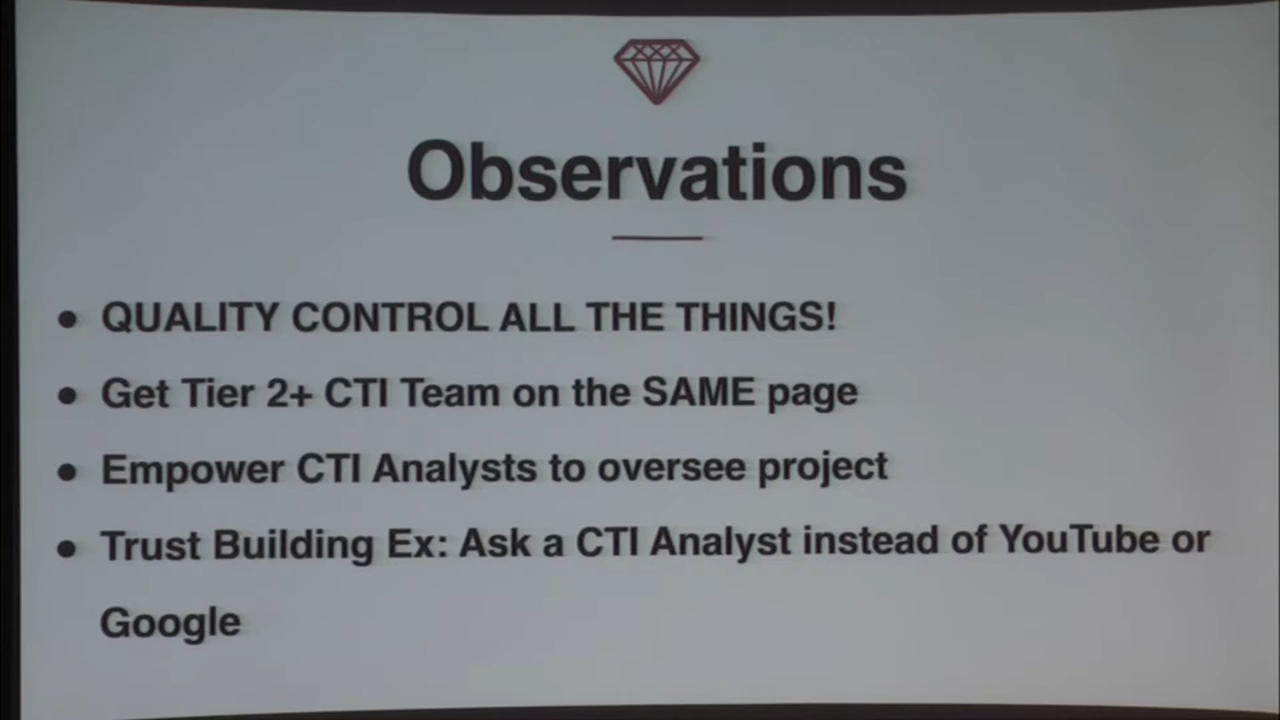 Observations
• QUALITY CONTROL ALL THE THINGS!
• Get Tier 2+ CTI Team on the SAME page
• Empower CTI Analysts to oversee project
• Trust Building Ex: Ask a CTI Analyst instead of YouTube or
Google